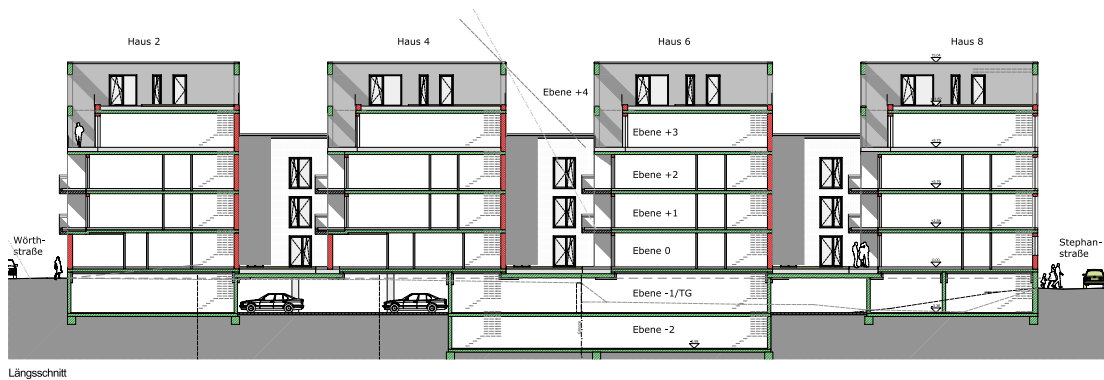 Haus 2
Haus 4
Haus 6
Haus 8
Ebene +4
Ebene +3
Ebene +2
Ebene +1
Wörth-
straße
Stephan-
straße
Ebene 0
Ebene -1/TG
Ebene -2
Längsschnitt